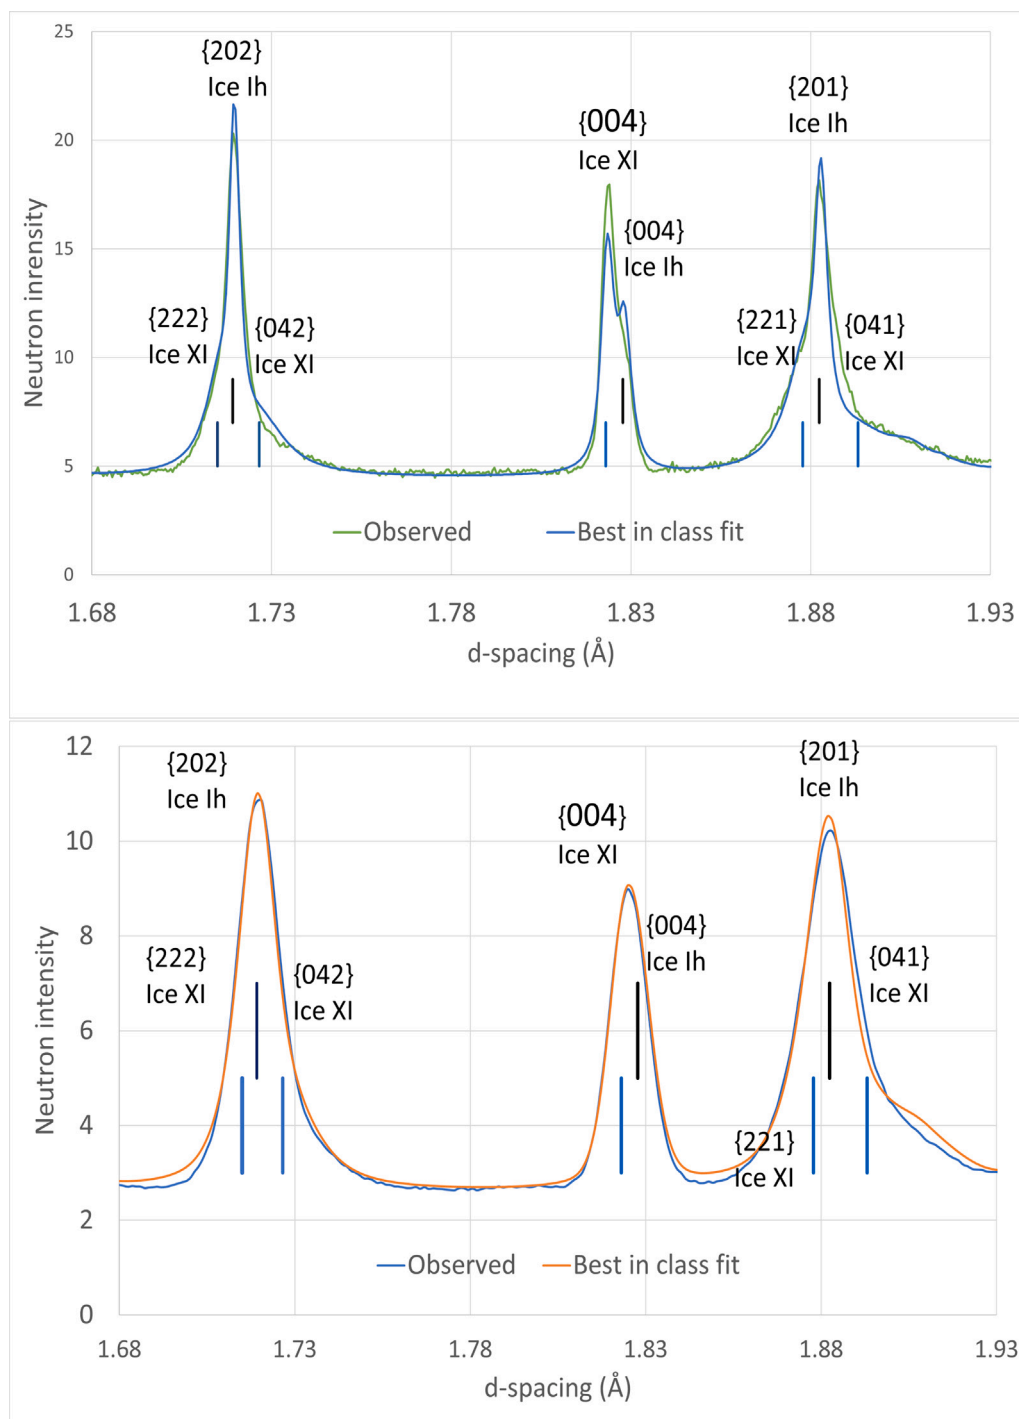 25
{202}
Ice Ih
{201}
Ice Ih
{004}
Ice XI
20
{004}
Ice Ih
15
{222}
Ice XI
{042}
Ice XI
{221}
Ice XI
{041}
Ice XI
10
5
Observed
Best in class fit
0
Neutron inrensity
1.68
1.73
1.78
1.83
1.88
1.93
d-spacing (Å)
12
{202}
Ice Ih
{201}
Ice Ih
{004}
Ice XI
10
{004}
Ice Ih
8
{222}
Ice XI
{042}
Ice XI
{041}
Ice XI
6
4
{221}
Ice XI
2
Observed
Best in class fit
0
Neutron intensity
1.68
1.73
1.78
1.83
1.88
1.93
d-spacing (Å)